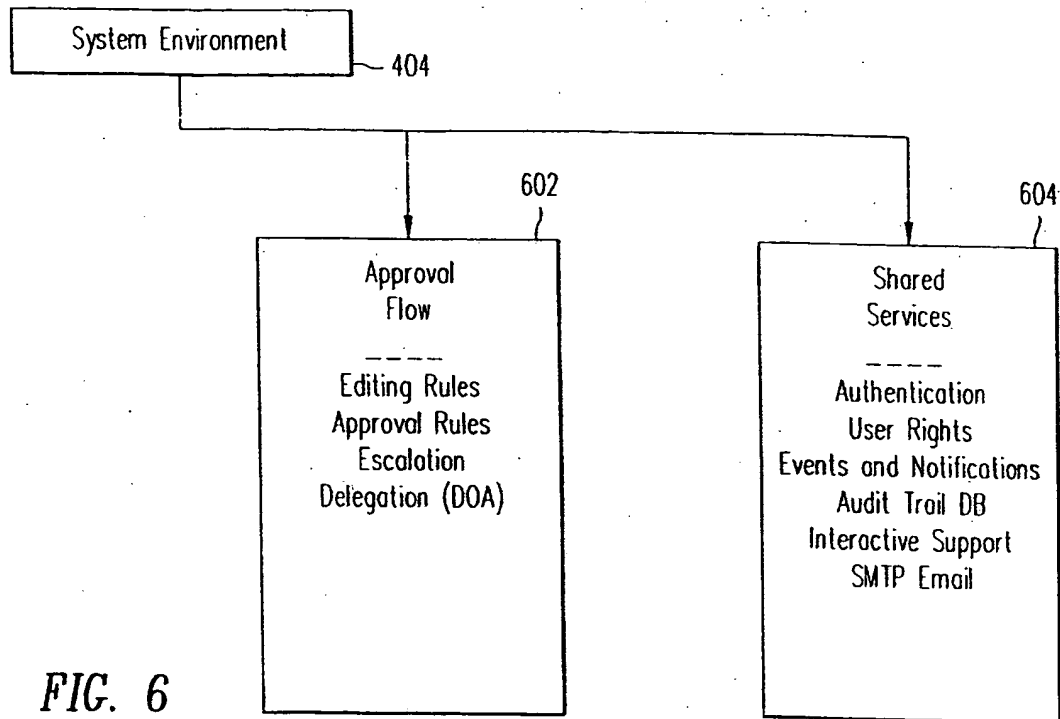 System Environment
404
602
604
Approval
Flow
Editing Rules
Approval Rules
Escalation
Delegation (DOA)
Shared
Services
Authentication
User Rights
Events and Notifications
Audit Trail DB
Interactive Support
SMTP Email
FIG. 6